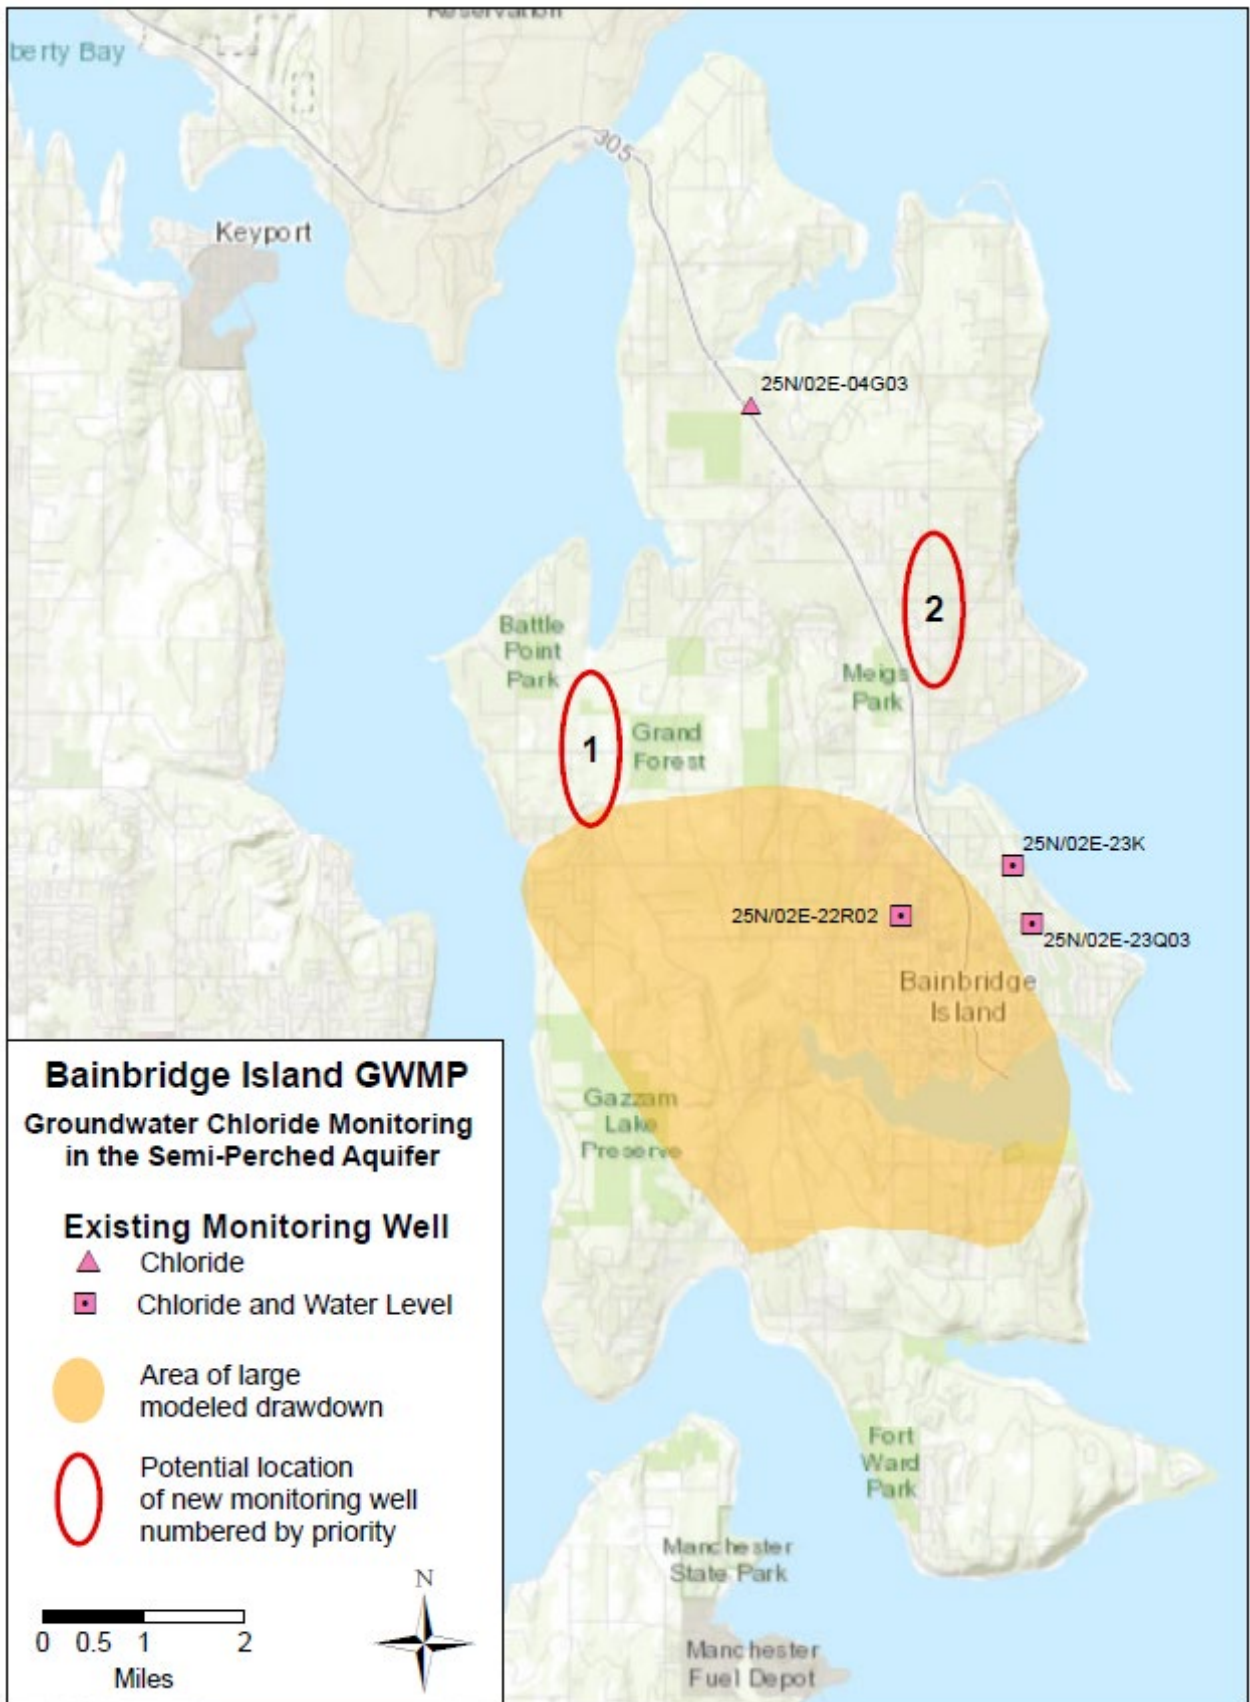 Reservation
berty Bay
305
Keyport
25N/02E-04G03
2
Battle
Point
Park
Meigs
Park
1
Grand
Forest
25N/02E-23K
25N/02E-22R02
25N/02E-23Q03
Bainbridge
Island
Bainbridge Island GWMP
Groundwater Chloride Monitoring
in the Semi-Perched Aquifer
Existing Monitoring Well
Chloride
Chloride and Water Level
Area of large
modeled drawdown
Potential location
of new monitoring well
numbered by priority
N
0 0.5 1 2
Miles
Gazzam
Lake
Preserve
Fort
Ward
Park
Manchester
State Park
Manchester
Fuel Depot